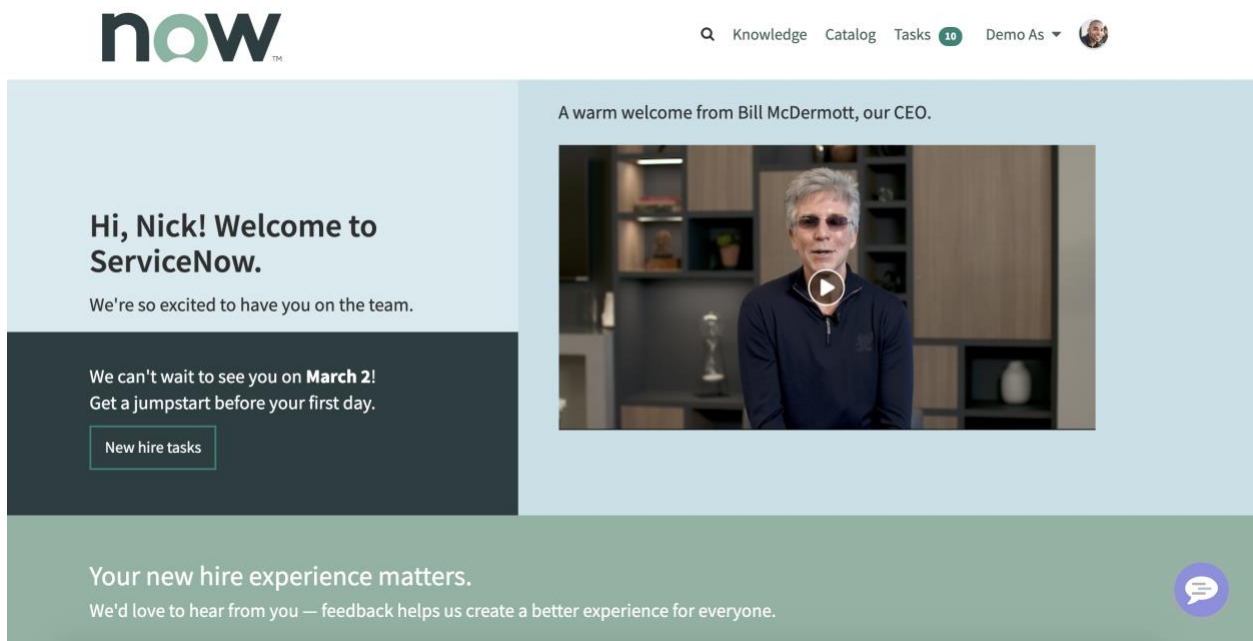 now™
Knowledge Catalog Tasks 10 Demo As
A warm welcome from Bill McDermott, our CEO.
Hi, Nick! Welcome to
ServiceNow.
We're so excited to have you on the team.
We can't wait to see you on March 2!
Get a jumpstart before your first day.
New hire tasks
Your new hire experience matters.
We'd love to hear from you — feedback helps us create a better experience for everyone.